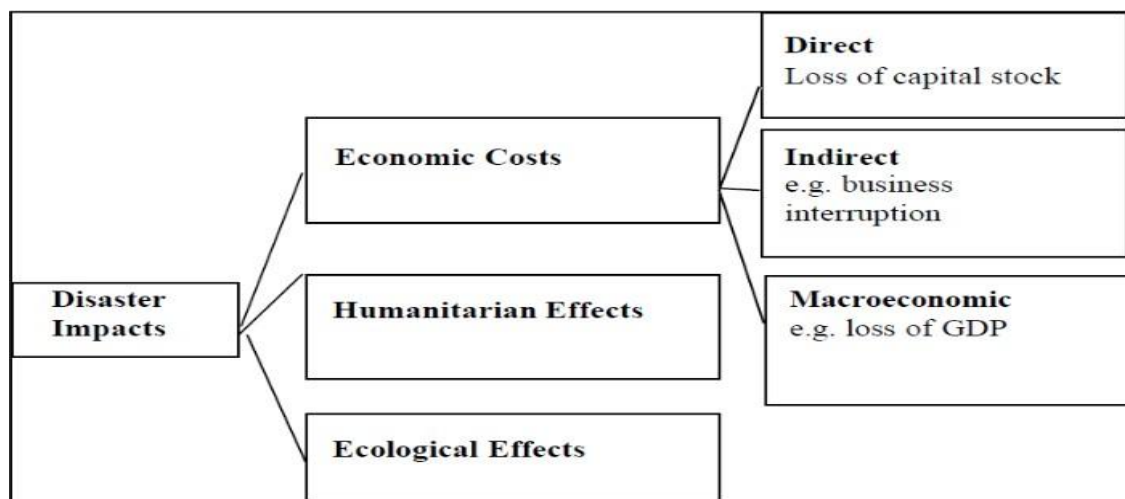 Direct
Loss of capital stock
Economic Costs
Indirect
e.g. business
interruption
Disaster
Impacts
Humanitarian Effects
Macroeconomic
e.g. loss of GDP
Ecological Effects